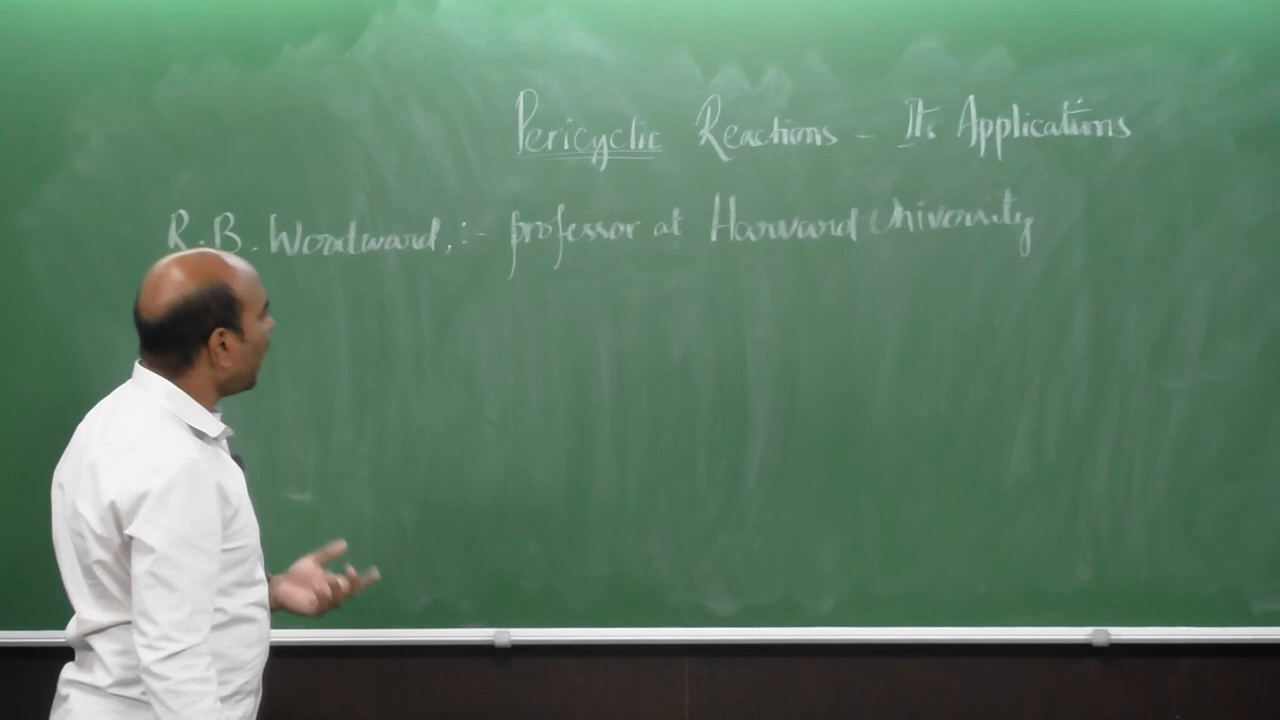 Pericyclic Reactions - Its Applications
R.B. Woodward, :- professor at Harvard University